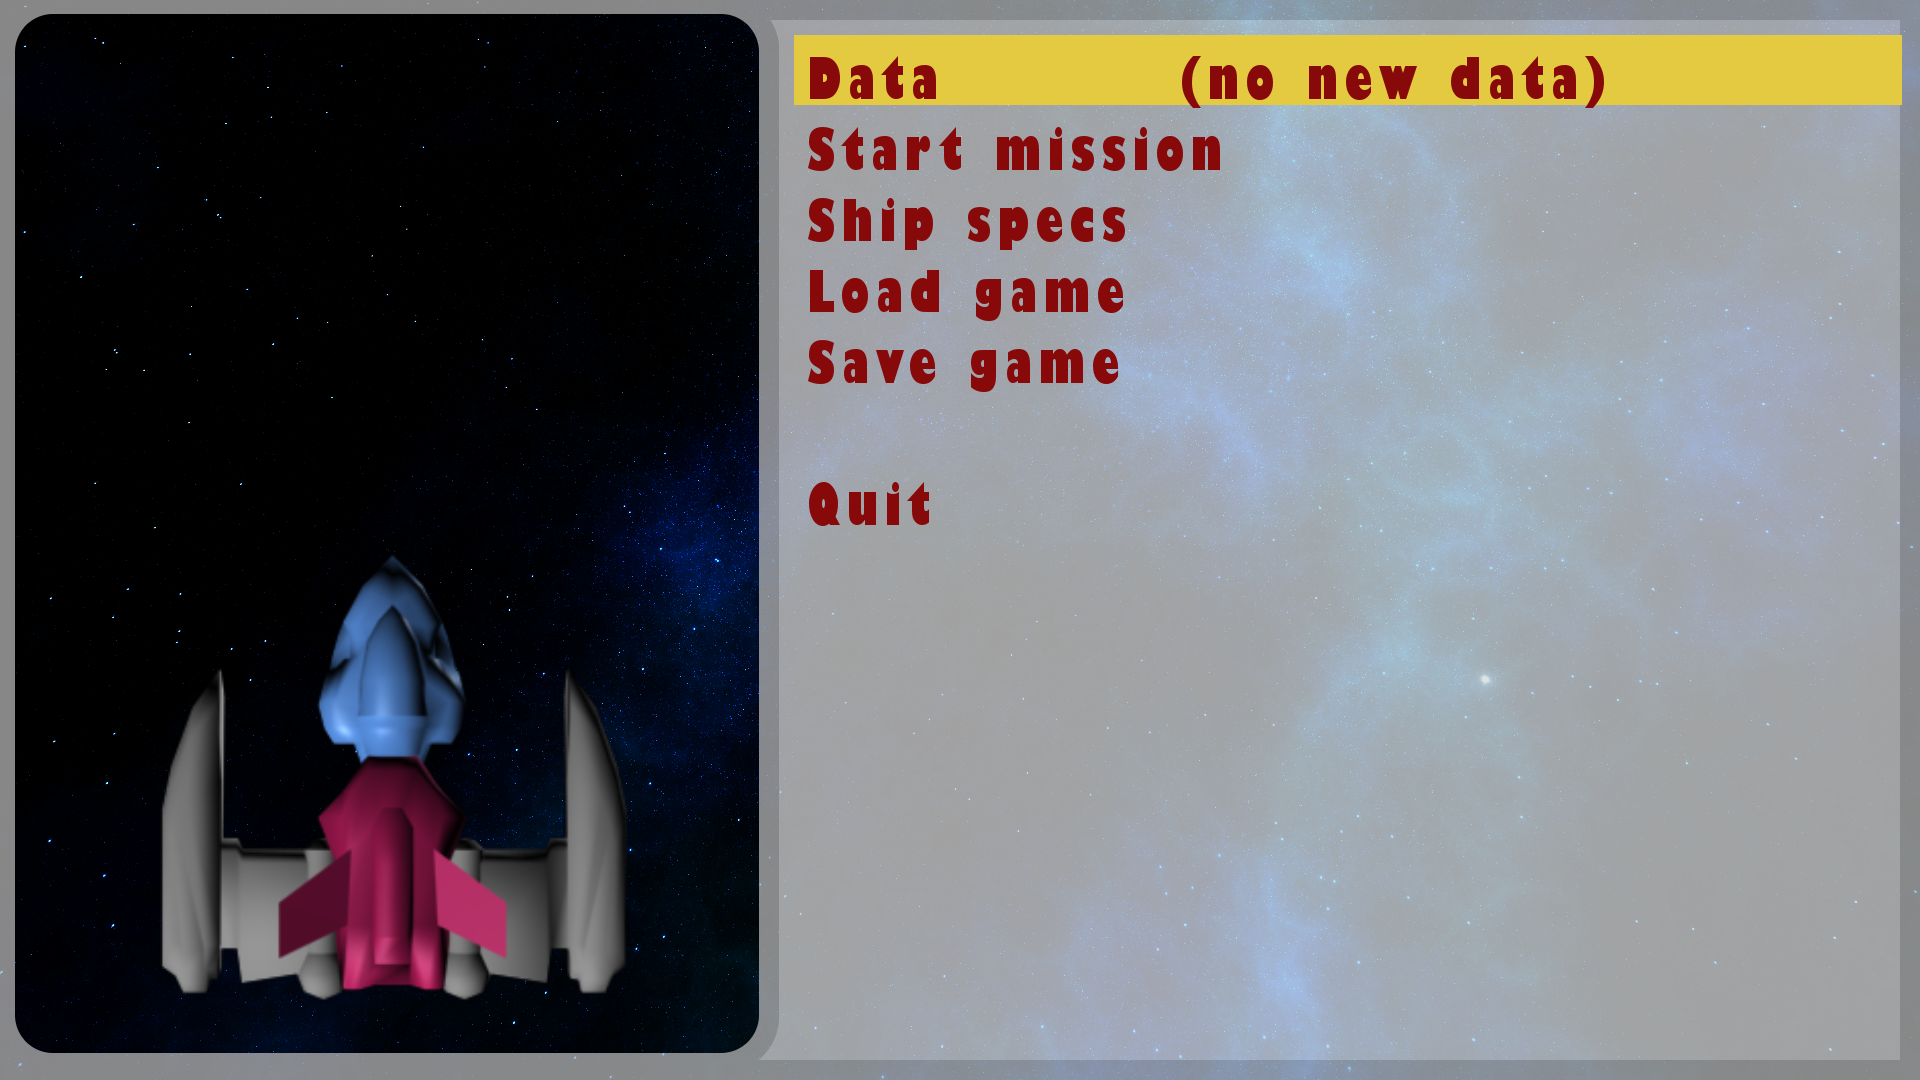 Data (no new data)
Start mission
Ship specs
Load game
Save game
Quit